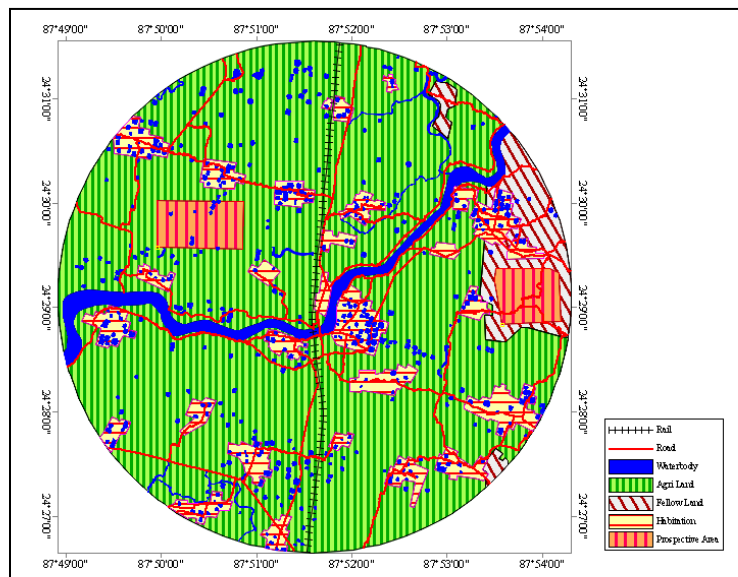 87°49'00" 87°50'00" 87°51'00" 87°52'00" 87°53'00" 87°54'00"
24°31'00" 24°31'00"
24°30'00" 24°30'00"
24°29'00" 24°29'00"
24°28'00" 24°28'00"
24°27'00" 24°27'00"
87°49'00" 87°50'00" 87°51'00" 87°52'00" 87°53'00" 87°54'00"
Rail
Road
Waterbody
Agri Land
Fellow Land
Habitation
Prospective Area